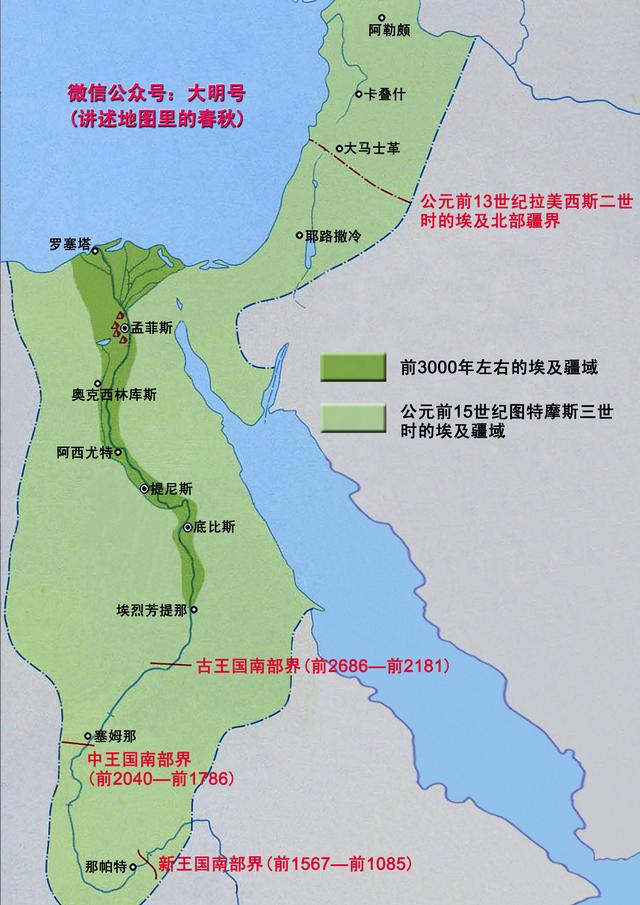 阿勒颇
微信公众号：大明号
(讲述地图里的春秋)
卡叠什
大马士革
公元前13世纪拉美西斯二世
时的埃及北部疆界
耶路撒冷
罗塞塔
孟菲斯
前3000年左右的埃及疆域
奥克西林库斯
公元前15世纪图特摩斯三世
时的埃及疆域
阿西尤特
提尼斯
底比斯
埃烈芳提那
古王国南部界(前2686—前2181)
塞姆那
中王国南部界
(前2040—前1786)
那帕特
新王国南部界(前1567—前1085)